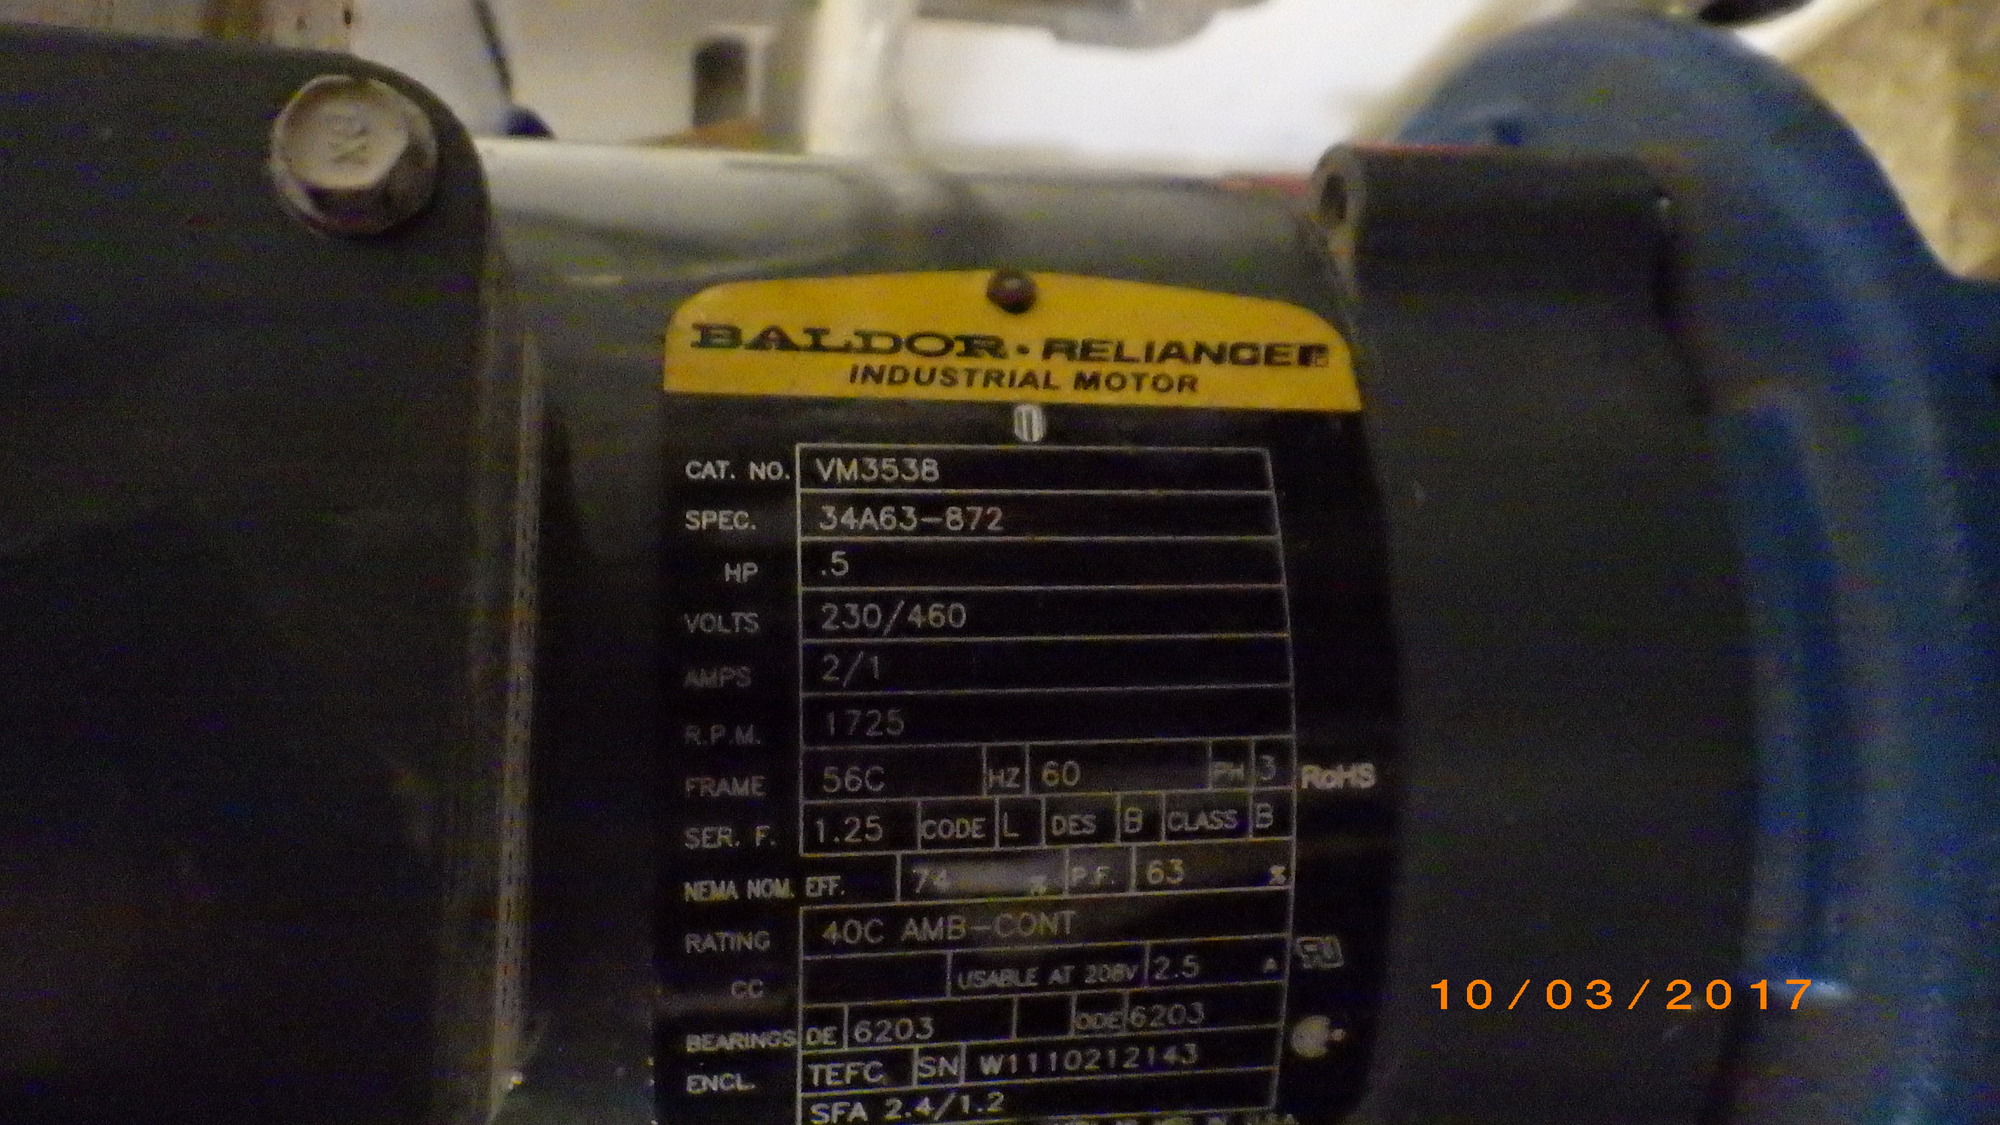 BALDOR • RELIANCER
INDUSTRIAL MOTOR
CAT. NO. VM3538
SPEC. 34A63-872
HP .5
VOLTS 230/460
AMPS 2/1
R.P.M. 1725
FRAME 56C HZ 60 PH 3 RoHS
SER. F. 1.25 CODE L DES B CLASS B
NEMA NOM. EFF. 74 % P.F. 63 %
RATING 40C AMB-CONT
CC USABLE AT 208V 2.5 A
BEARINGS DE 6203 ODE 6203
ENCL. TEFC SN W1110212143
SFA 2.4/1.2
10/03/2017